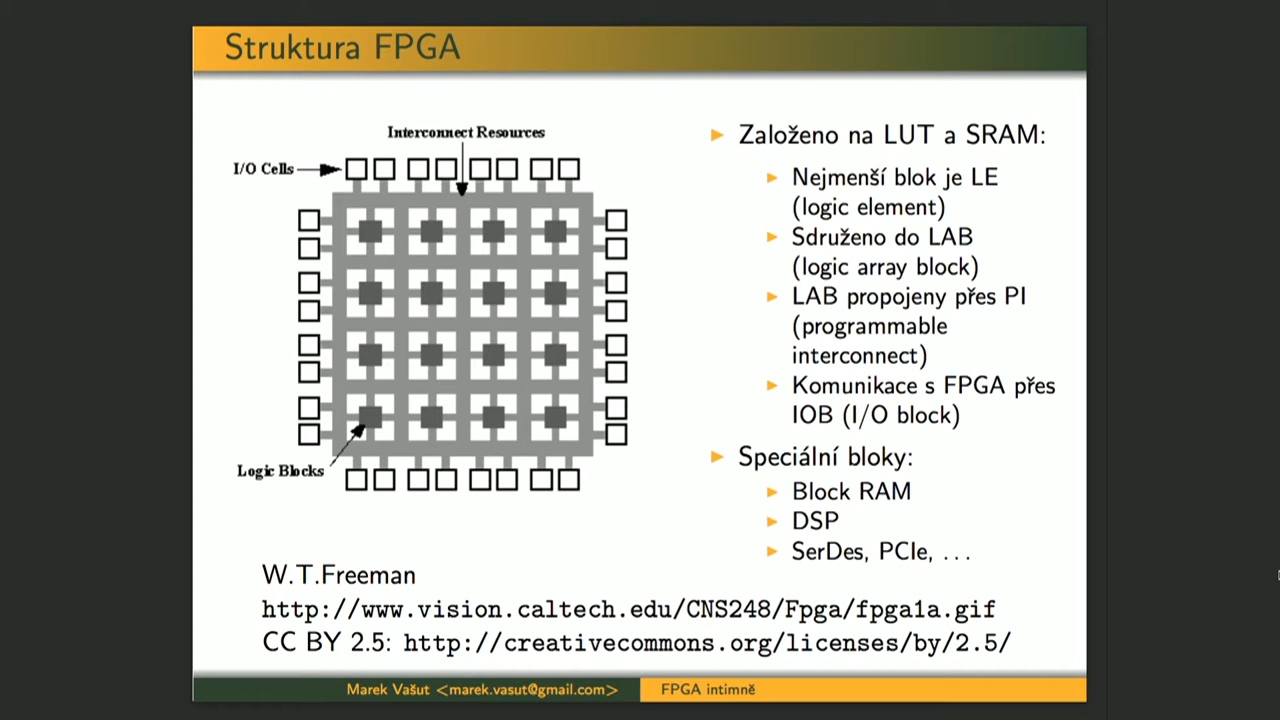 Struktura FPGA
Interconnect Resources
I/O Cells
Logic Blocks
Založeno na LUT a SRAM:
Nejmenší blok je LE
(logic element)
Sdruženo do LAB
(logic array block)
LAB propojeny přes PI
(programmable
interconnect)
Komunikace s FPGA přes
IOB (I/O block)
Speciální bloky:
Block RAM
DSP
SerDes, PCIe, ...
W.T.Freeman
http://www.vision.caltech.edu/CNS248/Fpga/fpga1a.gif
CC BY 2.5: http://creativecommons.org/licenses/by/2.5/
Marek Vašut <marek.vasut@gmail.com>
FPGA intimně